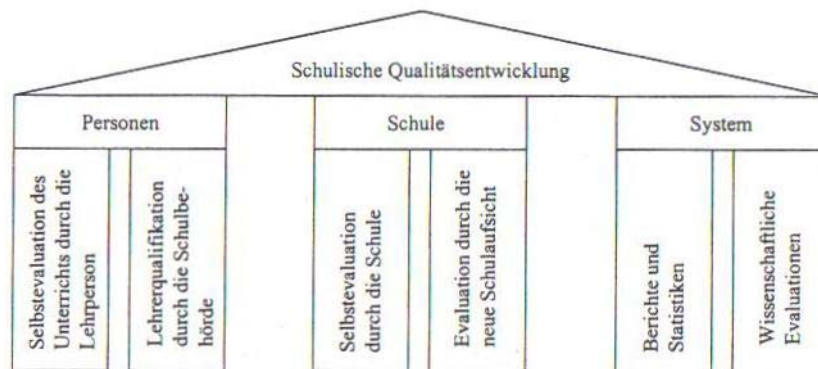 Schulische Qualitätsentwicklung
Personen
Schule
System
Selbstevaluation des
Unterrichts durch die
Lehrperson
Lehrerqualifikation
durch die Schulbe-
hörde
Selbstevaluation
durch die Schule
Evaluation durch die
neue Schulaufsicht
Berichte und
Statistiken
Wissenschaftliche
Evaluationen